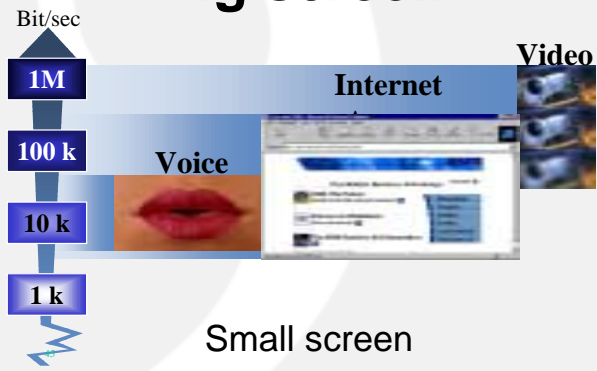 Bit/sec
Video
1M
Internet
100 k
Voice
10 k
1 k
Small screen